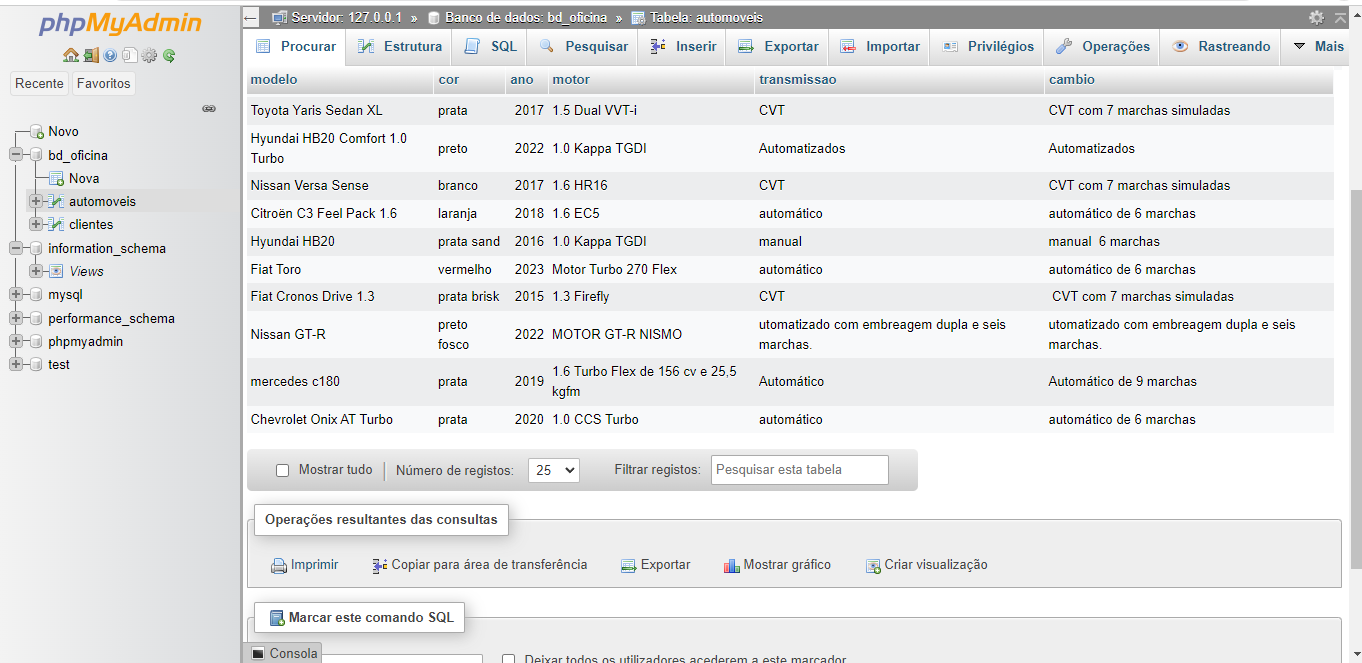 phpMyAdmin
Recente Favoritos
Novo
bd_oficina
Nova
automoveis
clientes
information_schema
Views
mysql
performance_schema
phpmyadmin
test
Servidor: 127.0.0.1 » Banco de dados: bd_oficina » Tabela: automoveis
Procurar Estrutura SQL Pesquisar Inserir Exportar Importar Privilégios Operações Rastreando Mais
modelo cor ano motor transmissao cambio
Toyota Yaris Sedan XL prata 2017 1.5 Dual VVT-i CVT CVT com 7 marchas simuladas
Hyundai HB20 Comfort 1.0
Turbo preto 2022 1.0 Kappa TGDI Automatizados Automatizados
Nissan Versa Sense branco 2017 1.6 HR16 CVT CVT com 7 marchas simuladas
Citroën C3 Feel Pack 1.6 laranja 2018 1.6 EC5 automático automático de 6 marchas
Hyundai HB20 prata sand 2016 1.0 Kappa TGDI manual manual 6 marchas
Fiat Toro vermelho 2023 Motor Turbo 270 Flex automático automático de 6 marchas
Fiat Cronos Drive 1.3 prata brisk 2015 1.3 Firefly CVT CVT com 7 marchas simuladas
Nissan GT-R preto
fosco 2022 MOTOR GT-R NISMO utomatizado com embreagem dupla e seis
marchas. utomatizado com embreagem dupla e seis
marchas.
mercedes c180 prata 2019 1.6 Turbo Flex de 156 cv e 25,5
kgfm Automático Automático de 9 marchas
Chevrolet Onix AT Turbo prata 2020 1.0 CCS Turbo automático automático de 6 marchas
Mostrar tudo Número de registos: 25 Filtrar registos: Pesquisar esta tabela
Operações resultantes das consultas
Imprimir Copiar para área de transferência Exportar Mostrar gráfico Criar visualização
Marcar este comando SQL
Consola
Deixar todos os utilizadores acederem a este marcador